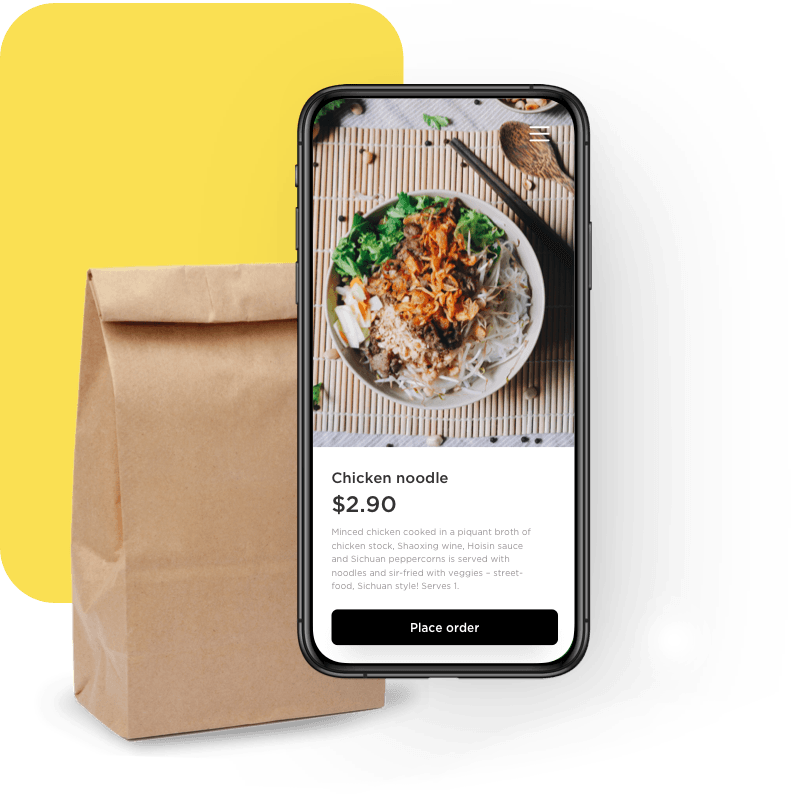 Chicken noodle
$2.90
Minced chicken cooked in a piquant broth of
chicken stock, Shaoxing wine, Hoisin sauce
and Sichuan peppercorns is served with
noodles and sir-fried with veggies – street-
food, Sichuan style! Serves 1.
Place order